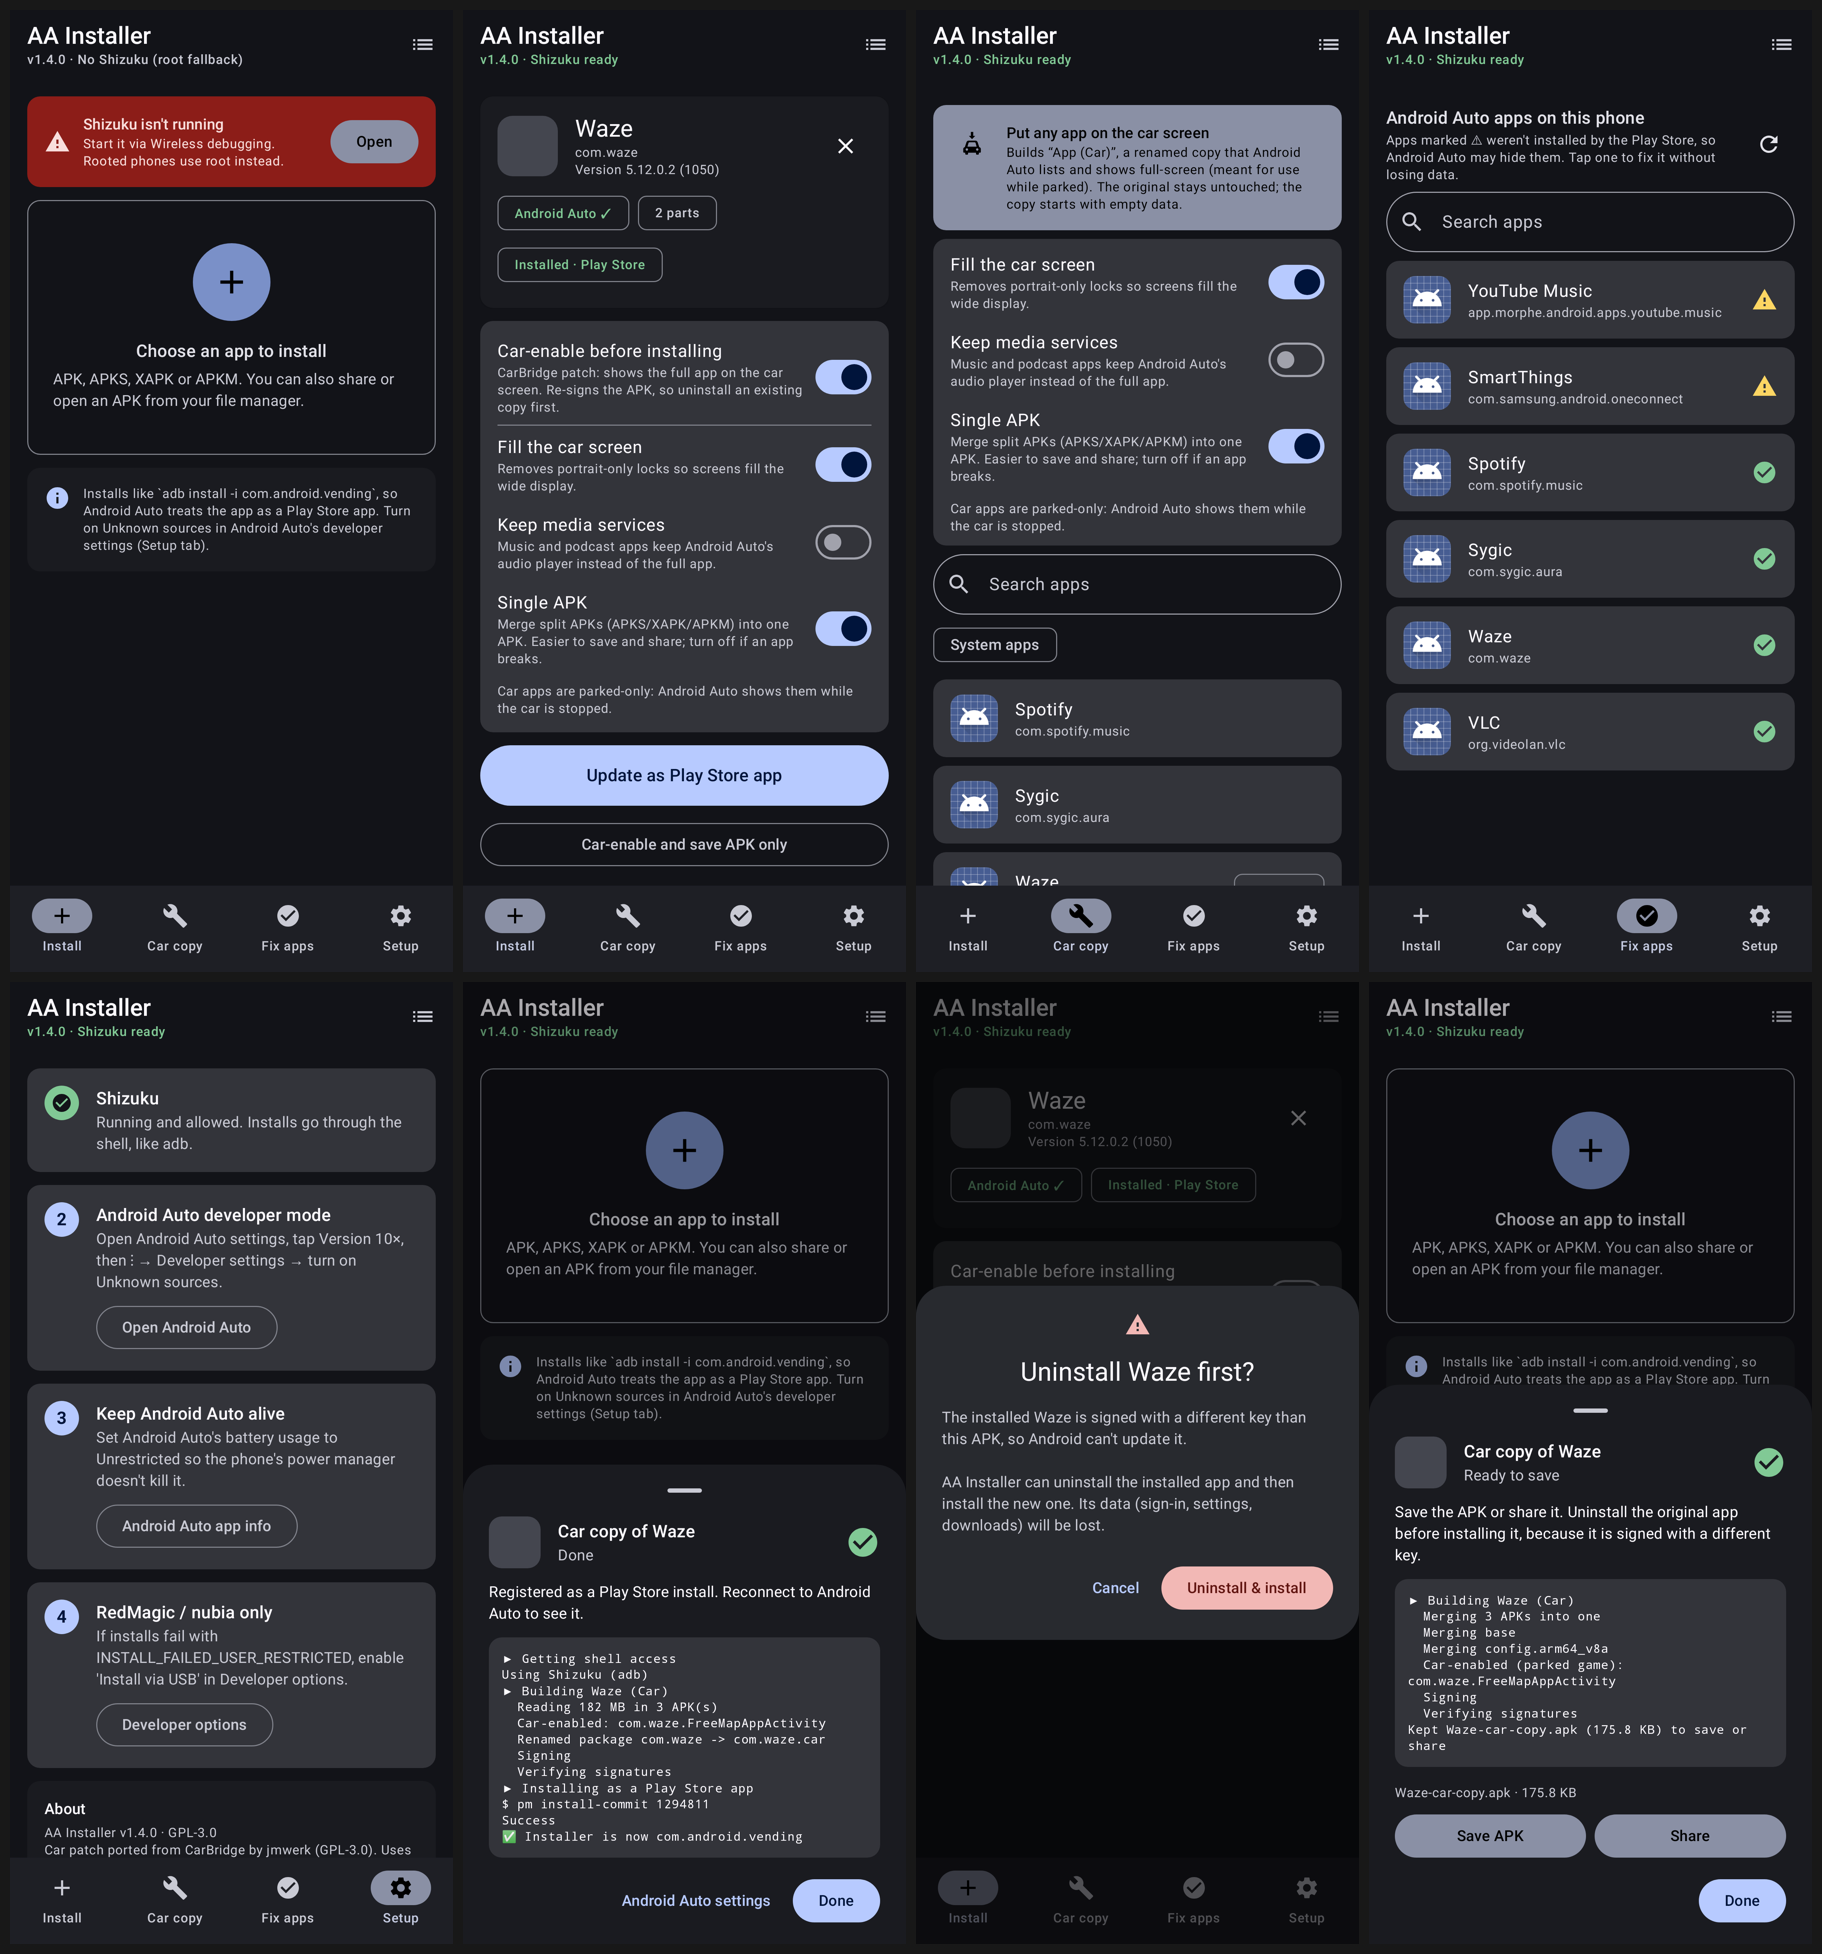 AA Installer
v1.4.0 · No Shizuku (root fallback)
Shizuku isn't running
Start it via Wireless debugging.
Rooted phones use root instead.
Open
Choose an app to install
APK, APKS, XAPK or APKM. You can also share or
open an APK from your file manager.
Installs like `adb install -i com.android.vending`, so
Android Auto treats the app as a Play Store app. Turn
on Unknown sources in Android Auto's developer
settings (Setup tab).
Install
Car copy
Fix apps
Setup
AA Installer
v1.4.0 · Shizuku ready
Waze
com.waze
Version 5.12.0.2 (1050)
Android Auto ✓
2 parts
Installed · Play Store
Car-enable before installing
CarBridge patch: shows the full app on the car
screen. Re-signs the APK, so uninstall an existing
copy first.
Fill the car screen
Removes portrait-only locks so screens fill the
wide display.
Keep media services
Music and podcast apps keep Android Auto's
audio player instead of the full app.
Single APK
Merge split APKs (APKS/XAPK/APKM) into one
APK. Easier to save and share; turn off if an app
breaks.
Car apps are parked-only: Android Auto shows them while
the car is stopped.
Update as Play Store app
Car-enable and save APK only
Install
Car copy
Fix apps
Setup
AA Installer
v1.4.0 · Shizuku ready
Put any app on the car screen
Builds “App (Car)”, a renamed copy that Android
Auto lists and shows full-screen (meant for use
while parked). The original stays untouched; the
copy starts with empty data.
Fill the car screen
Removes portrait-only locks so screens fill the
wide display.
Keep media services
Music and podcast apps keep Android Auto's
audio player instead of the full app.
Single APK
Merge split APKs (APKS/XAPK/APKM) into one
APK. Easier to save and share; turn off if an app
breaks.
Car apps are parked-only: Android Auto shows them while
the car is stopped.
Search apps
System apps
Spotify
com.spotify.music
Sygic
com.sygic.aura
Waze
Install
Car copy
Fix apps
Setup
AA Installer
v1.4.0 · Shizuku ready
Android Auto apps on this phone
Apps marked ⚠ weren't installed by the Play Store, so
Android Auto may hide them. Tap one to fix it without
losing data.
Search apps
YouTube Music
app.morphe.android.apps.youtube.music
SmartThings
com.samsung.android.oneconnect
Spotify
com.spotify.music
Sygic
com.sygic.aura
Waze
com.waze
VLC
org.videolan.vlc
Install
Car copy
Fix apps
Setup
AA Installer
v1.4.0 · Shizuku ready
Shizuku
Running and allowed. Installs go through the
shell, like adb.
2
Android Auto developer mode
Open Android Auto settings, tap Version 10×,
then ⋮ → Developer settings → turn on
Unknown sources.
Open Android Auto
3
Keep Android Auto alive
Set Android Auto's battery usage to
Unrestricted so the phone's power manager
doesn't kill it.
Android Auto app info
4
RedMagic / nubia only
If installs fail with
INSTALL_FAILED_USER_RESTRICTED, enable
'Install via USB' in Developer options.
Developer options
About
AA Installer v1.4.0 · GPL-3.0
Car patch ported from CarBridge by jmwerk (GPL-3.0). Uses
Install
Car copy
Fix apps
Setup
AA Installer
v1.4.0 · Shizuku ready
Choose an app to install
APK, APKS, XAPK or APKM. You can also share or
open an APK from your file manager.
Installs like `adb install -i com.android.vending`, so
Android Auto treats the app as a Play Store app. Turn
on Unknown sources in Android Auto's developer
settings (Setup tab).
Car copy of Waze
Done
Registered as a Play Store install. Reconnect to Android
Auto to see it.
► Getting shell access
Using Shizuku (adb)
► Building Waze (Car)
Reading 182 MB in 3 APK(s)
Car-enabled: com.waze.FreeMapAppActivity
Renamed package com.waze -> com.waze.car
Signing
Verifying signatures
► Installing as a Play Store app
$ pm install-commit 1294811
Success
✅ Installer is now com.android.vending
Android Auto settings
Done
AA Installer
v1.4.0 · Shizuku ready
Waze
com.waze
Version 5.12.0.2 (1050)
Android Auto ✓
Installed · Play Store
Car-enable before installing
Uninstall Waze first?
The installed Waze is signed with a different key than
this APK, so Android can't update it.
AA Installer can uninstall the installed app and then
install the new one. Its data (sign-in, settings,
downloads) will be lost.
Cancel
Uninstall & install
Install
Car copy
Fix apps
Setup
AA Installer
v1.4.0 · Shizuku ready
Choose an app to install
APK, APKS, XAPK or APKM. You can also share or
open an APK from your file manager.
Installs like `adb install -i com.android.vending`, so
Android Auto treats the app as a Play Store app. Turn
Car copy of Waze
Ready to save
Save the APK or share it. Uninstall the original app
before installing it, because it is signed with a different
key.
► Building Waze (Car)
Merging 3 APKs into one
Merging base
Merging config.arm64_v8a
Car-enabled (parked game):
com.waze.FreeMapAppActivity
Signing
Verifying signatures
Kept Waze-car-copy.apk (175.8 KB) to save or
share
Waze-car-copy.apk · 175.8 KB
Save APK
Share
Done